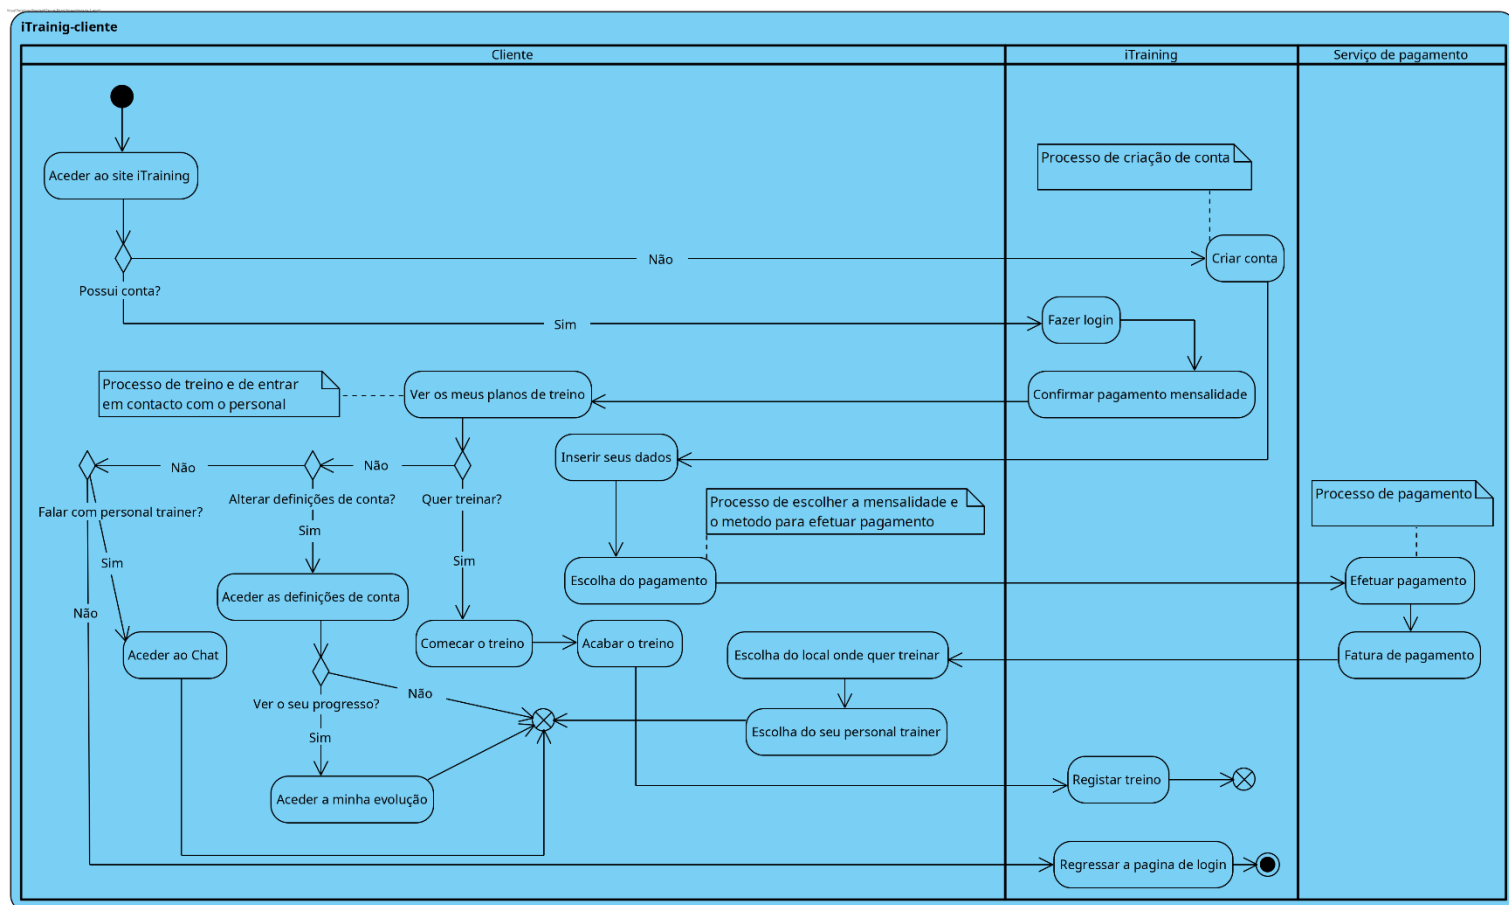 iTrainig-cliente
Cliente
iTraining
Serviço de pagamento
Aceder ao site iTraining
Processo de criação de conta
Não
Criar conta
Possui conta?
Sim
Fazer login
Processo de treino e de entrar
em contacto com o personal
Ver os meus planos de treino
Confirmar pagamento mensalidade
Inserir seus dados
Não
Não
Falar com personal trainer?
Alterar definições de conta?
Quer treinar?
Processo de escolher a mensalidade e
o metodo para efetuar pagamento
Processo de pagamento
Sim
Sim
Sim
Escolha do pagamento
Efetuar pagamento
Aceder as definições de conta
Não
Aceder ao Chat
Comecar o treino
Acabar o treino
Escolha do local onde quer treinar
Fatura de pagamento
Não
Ver o seu progresso?
Sim
Escolha do seu personal trainer
Aceder a minha evolução
Registar treino
Regressar a pagina de login